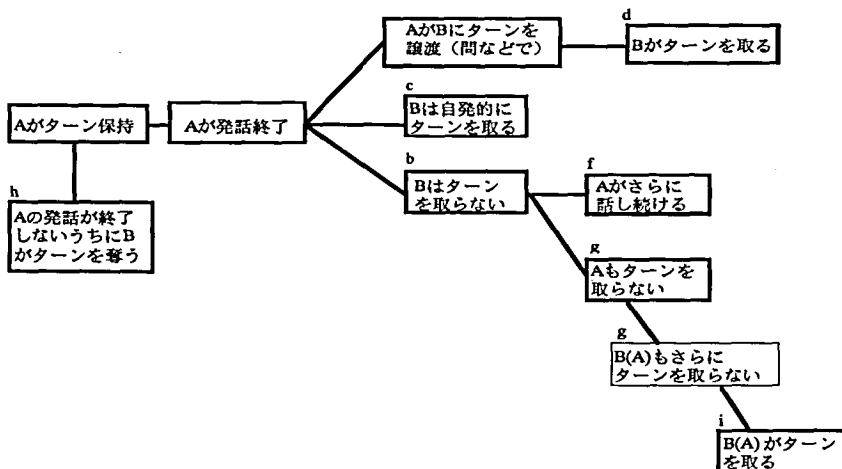 AがBにターンを
譲渡（問などで）
d
Bがターンを取る
c
Bは自発的に
ターンを取る
Aがターン保持
Aが発話終了
b
Bはターン
を取らない
f
Aがさらに
話し続ける
h
Aの発話が終了
しないうちにB
がターンを奪う
g
Aもターンを
取らない
g
B(A)もさらに
ターンを取らない
i
B(A)がターン
を取る